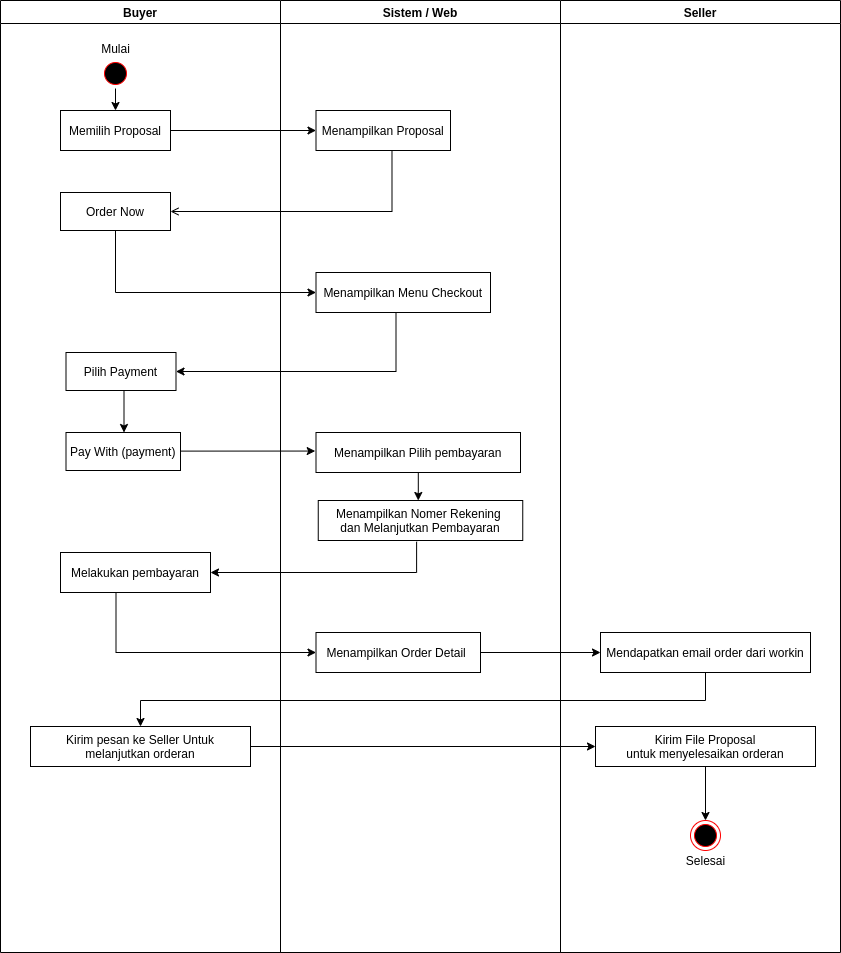 Buyer
Sistem / Web
Seller
Mulai
Memilih Proposal
Menampilkan Proposal
Order Now
Menampilkan Menu Checkout
Pilih Payment
Pay With (payment)
Menampilkan Pilih pembayaran
Menampilkan Nomer Rekening
dan Melanjutkan Pembayaran
Melakukan pembayaran
Menampilkan Order Detail
Mendapatkan email order dari workin
Kirim pesan ke Seller Untuk
melanjutkan orderan
Kirim File Proposal
untuk menyelesaikan orderan
Selesai